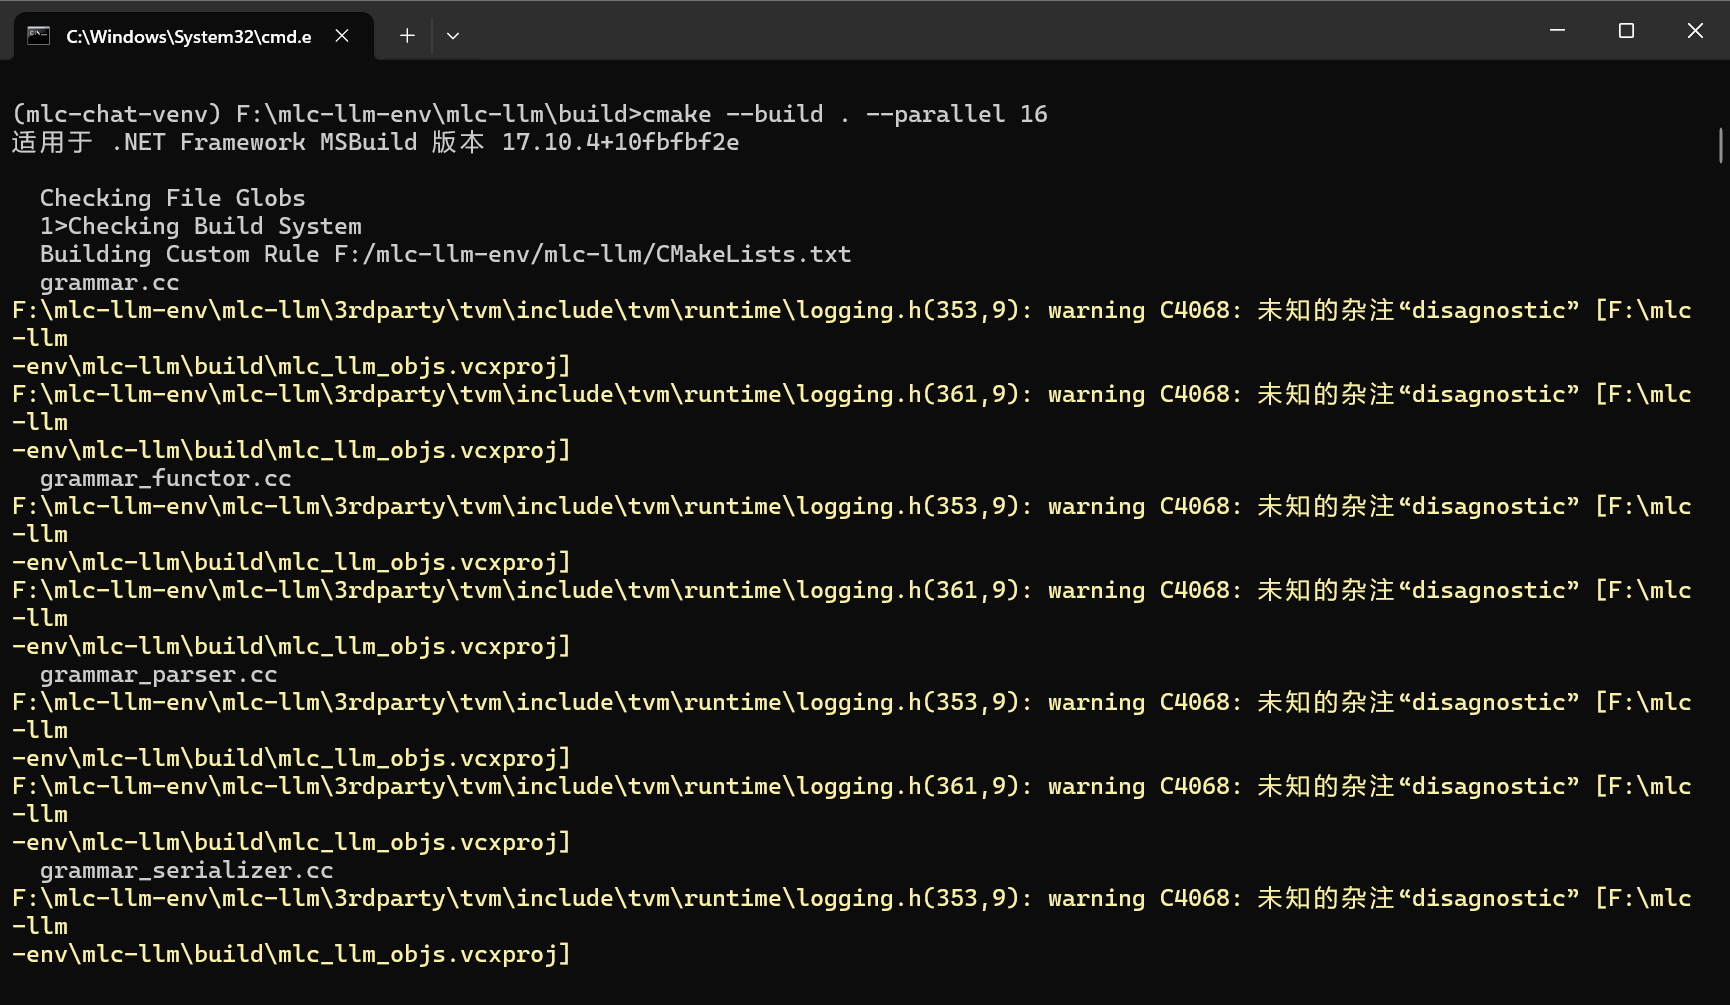 C:\Windows\System32\cmd.e
(mlc-chat-venv) F:\mlc-llm-env\mlc-llm\build>cmake --build . --parallel 16
适用于 .NET Framework MSBuild 版本 17.10.4+10fbfbf2e
Checking File Globs
1>Checking Build System
Building Custom Rule F:/mlc-llm-env/mlc-llm/CMakeLists.txt
grammar.cc
F:\mlc-llm-env\mlc-llm\3rdparty\tvm\include\tvm\runtime\logging.h(353,9): warning C4068: 未知的杂注“disagnostic” [F:\mlc
-llm
-env\mlc-llm\build\mlc_llm_objs.vcxproj]
F:\mlc-llm-env\mlc-llm\3rdparty\tvm\include\tvm\runtime\logging.h(361,9): warning C4068: 未知的杂注“disagnostic” [F:\mlc
-llm
-env\mlc-llm\build\mlc_llm_objs.vcxproj]
grammar_functor.cc
F:\mlc-llm-env\mlc-llm\3rdparty\tvm\include\tvm\runtime\logging.h(353,9): warning C4068: 未知的杂注“disagnostic” [F:\mlc
-llm
-env\mlc-llm\build\mlc_llm_objs.vcxproj]
F:\mlc-llm-env\mlc-llm\3rdparty\tvm\include\tvm\runtime\logging.h(361,9): warning C4068: 未知的杂注“disagnostic” [F:\mlc
-llm
-env\mlc-llm\build\mlc_llm_objs.vcxproj]
grammar_parser.cc
F:\mlc-llm-env\mlc-llm\3rdparty\tvm\include\tvm\runtime\logging.h(353,9): warning C4068: 未知的杂注“disagnostic” [F:\mlc
-llm
-env\mlc-llm\build\mlc_llm_objs.vcxproj]
F:\mlc-llm-env\mlc-llm\3rdparty\tvm\include\tvm\runtime\logging.h(361,9): warning C4068: 未知的杂注“disagnostic” [F:\mlc
-llm
-env\mlc-llm\build\mlc_llm_objs.vcxproj]
grammar_serializer.cc
F:\mlc-llm-env\mlc-llm\3rdparty\tvm\include\tvm\runtime\logging.h(353,9): warning C4068: 未知的杂注“disagnostic” [F:\mlc
-llm
-env\mlc-llm\build\mlc_llm_objs.vcxproj]